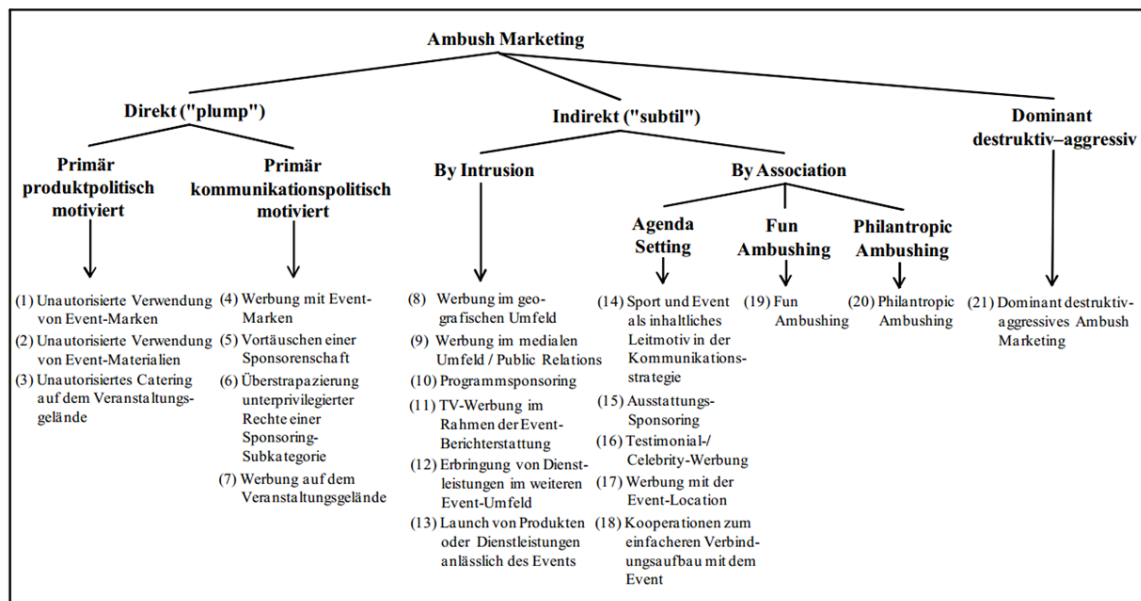 Ambush Marketing
Direkt ("plump")
Indirekt ("subtil")
Dominant
destruktiv–aggressiv
Primär
produktpolitisch
motiviert
Primär
kommunikationspolitisch
motiviert
By Intrusion
By Association
Agenda
Setting
Fun
Ambushing
Philantropic
Ambushing
(1) Unautorisierte Verwendung
von Event-Marken
(2) Unautorisierte Verwendung
von Event-Materialien
(3) Unautorisiertes Catering
auf dem Veranstaltungs-
gelände
(4) Werbung mit Event-
Marken
(5) Vortäuschen einer
Sponsorenschaft
(6) Überstrapazierung
unterprivilegierter
Rechte einer
Sponsoring-
Subkategorie
(7) Werbung auf dem
Veranstaltungsgelände
(8) Werbung im geo-
grafischen Umfeld
(9) Werbung im medialen
Umfeld / Public Relations
(10) Programmsponsoring
(11) TV-Werbung im
Rahmen der Event-
Berichterstattung
(12) Erbringung von Dienst-
leistungen im weiteren
Event-Umfeld
(13) Launch von Produkten
oder Dienstleistungen
anlässlich des Events
(14) Sport und Event
als inhaltliches
Leitmotiv in der
Kommunikations-
strategie
(15) Ausstattungs-
Sponsoring
(16) Testimonial-/
Celebrity-Werbung
(17) Werbung mit der
Event-Location
(18) Kooperationen zum
einfacheren Verbind-
ungsaufbau mit dem
Event
(19) Fun
Ambushing
(20) Philantropic
Ambushing
(21) Dominant destruktiv-
aggressives Ambush
Marketing